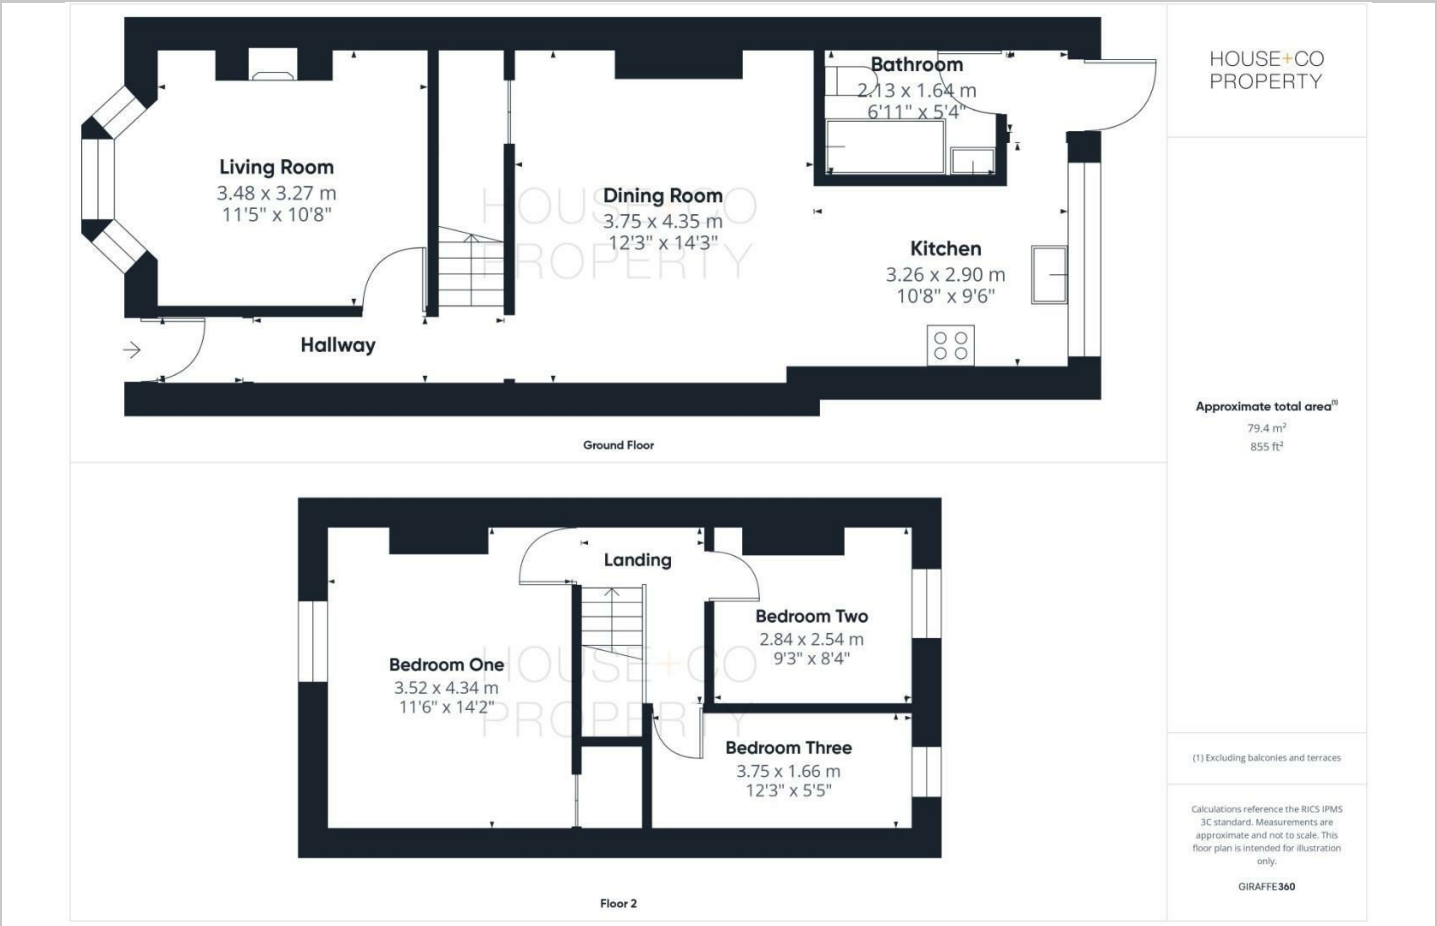 HOUSE+CO
PROPERTY
Bathroom
2.13 x 1.64 m
6'11" x 5'4"
Living Room
3.48 x 3.27 m
11'5" x 10'8"
HOUSE+CO
PROPERTY
Dining Room
3.75 x 4.35 m
12'3" x 14'3"
Kitchen
3.26 x 2.90 m
10'8" x 9'6"
Hallway
Ground Floor
Approximate total area(1)
79.4 m²
855 ft²
Landing
Bedroom Two
2.84 x 2.54 m
9'3" x 8'4"
Bedroom One
3.52 x 4.34 m
11'6" x 14'2"
HOUSE+CO
PROPERTY
Bedroom Three
3.75 x 1.66 m
12'3" x 5'5"
Floor 2
(1) Excluding balconies and terraces
Calculations reference the RICS IPMS
3C standard. Measurements are
approximate and not to scale. This
floor plan is intended for illustration
only.
GIRAFFE360